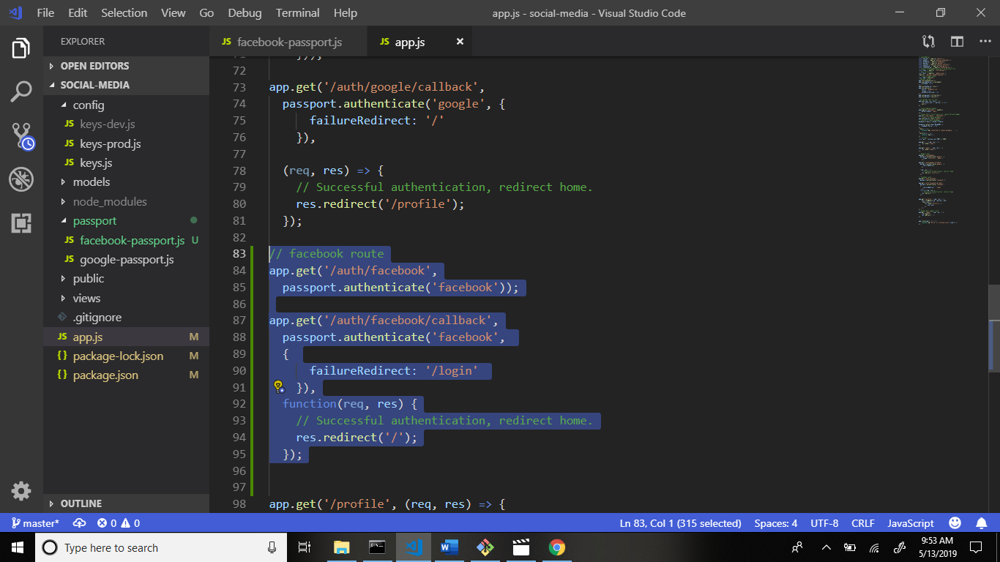 File Edit Selection View Go Debug Terminal Help
app.js - social-media - Visual Studio Code
EXPLORER
OPEN EDITORS
SOCIAL-MEDIA
config
JS keys-dev.js
JS keys-prod.js
JS keys.js
models
node_modules
passport
JS facebook-passport.js U
JS google-passport.js
public
views
.gitignore
JS app.js M
{} package-lock.json M
{} package.json M
OUTLINE
JS facebook-passport.js
JS app.js
72
73 app.get('/auth/google/callback',
74 passport.authenticate('google', {
75 failureRedirect: '/'
76 }),
77
78 (req, res) => {
79 // Successful authentication, redirect home.
80 res.redirect('/profile');
81 });
82
83 // facebook route
84 app.get('/auth/facebook',
85 passport.authenticate('facebook'));
86
87 app.get('/auth/facebook/callback',
88 passport.authenticate('facebook',
89 {
90 failureRedirect: '/login'
91 }),
92 function(req, res) {
93 // Successful authentication, redirect home.
94 res.redirect('/');
95 });
96
97
98 app.get('/profile', (req, res) => {
master* 0 0
Ln 83, Col 1 (315 selected) Spaces: 4 UTF-8 CRLF JavaScript
Type here to search
9:53 AM
5/13/2019